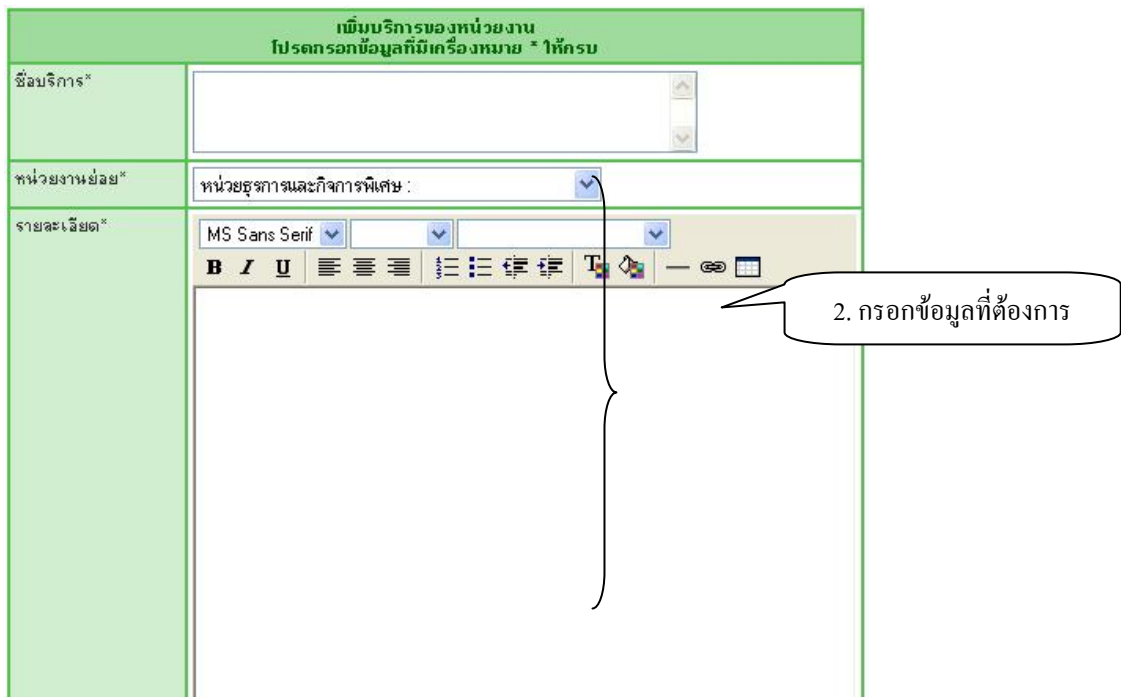 เพิ่มบริการของหน่วยงาน
โปรดกรอกข้อมูลที่มีเครื่องหมาย * ให้ครบ
ชื่อบริการ*
หน่วยงานย่อย*
หน่วยธุรการและกิจการพิเศษ :
รายละเอียด*
MS Sans Serif
B I U
2. กรอกข้อมูลที่ต้องการ